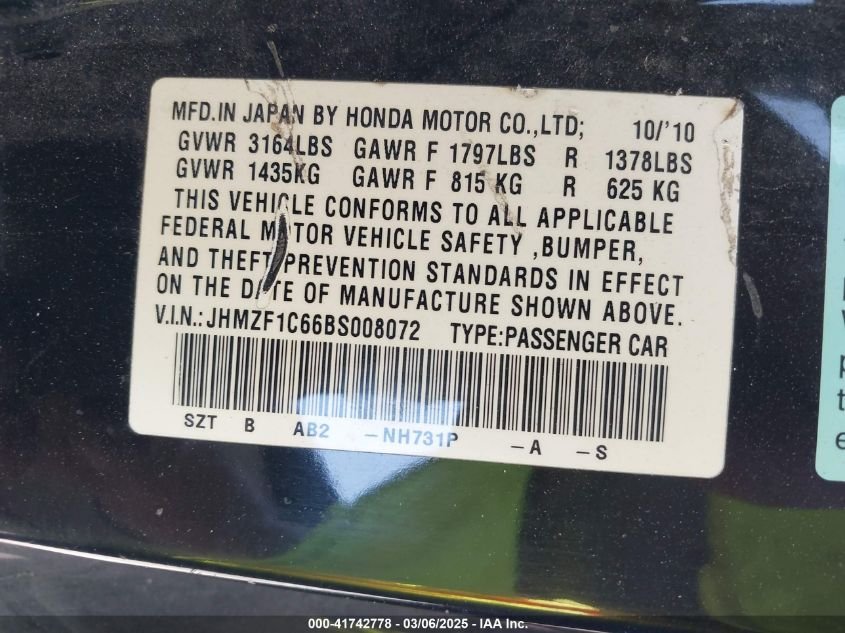 MFD.IN JAPAN BY HONDA MOTOR CO.,LTD; 10/'10
GVWR 3164LBS GAWR F 1797LBS R 1378LBS
GVWR 1435KG GAWR F 815 KG R 625 KG
THIS VEHICLE CONFORMS TO ALL APPLICABLE
FEDERAL MOTOR VEHICLE SAFETY ,BUMPER,
AND THEFT PREVENTION STANDARDS IN EFFECT
ON THE DATE OF MANUFACTURE SHOWN ABOVE.
V.I.N.:JHMZF1C66BS008072 TYPE:PASSENGER CAR
SZT B AB2 -NH731P -A -S
000-41742778 - 03/06/2025 - IAA Inc.